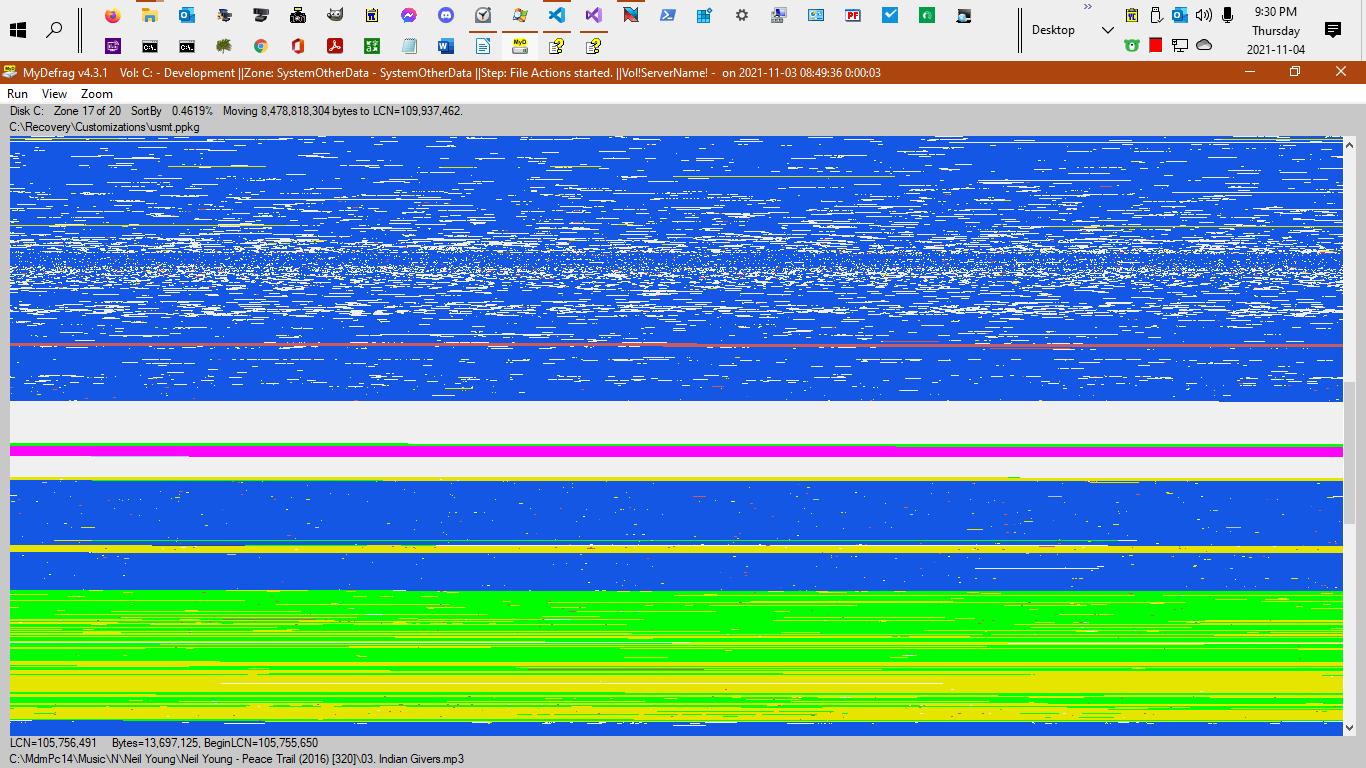 9:30 PM
Desktop
Thursday
2021-11-04
MyDefrag v4.3.1 Vol: C: - Development ||Zone: SystemOtherData - SystemOtherData ||Step: File Actions started. ||Vol!ServerName! - on 2021-11-03 08:49:36 0:00:03
Run View Zoom
Disk C: Zone 17 of 20 SortBy 0.4619% Moving 8,478,818,304 bytes to LCN=109,937,462.
C:\Recovery\Customizations\usmt.ppkg
LCN=105,756,491 Bytes=13,697,125, BeginLCN=105,755,650
C:\MdmPc14\Music\N\Neil Young\Neil Young - Peace Trail (2016) [320]\03. Indian Givers.mp3